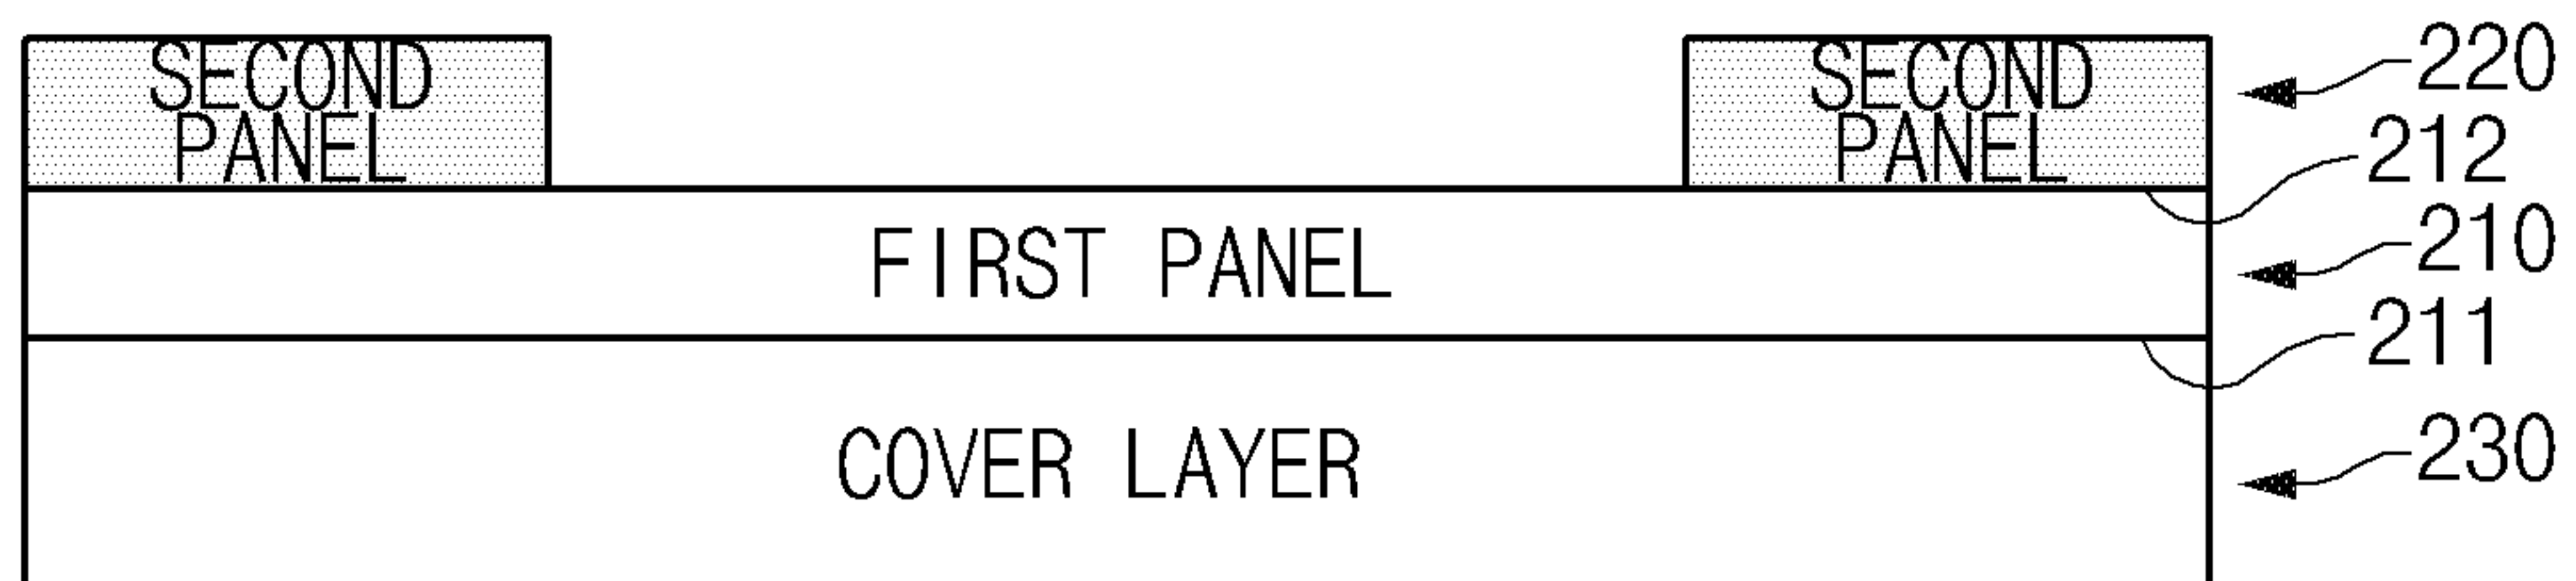 SECOND
PANEL
SECOND
PANEL
220
212
FIRST PANEL
210
211
COVER LAYER
230